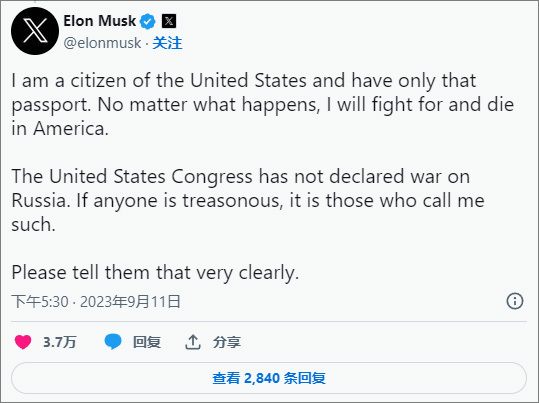 Elon Musk
@elonmusk · 关注
I am a citizen of the United States and have only that
passport. No matter what happens, I will fight for and die
in America.
The United States Congress has not declared war on
Russia. If anyone is treasonous, it is those who call me
such.
Please tell them that very clearly.
下午5:30 · 2023年9月11日
3.7万 回复 分享
查看 2,840 条回复